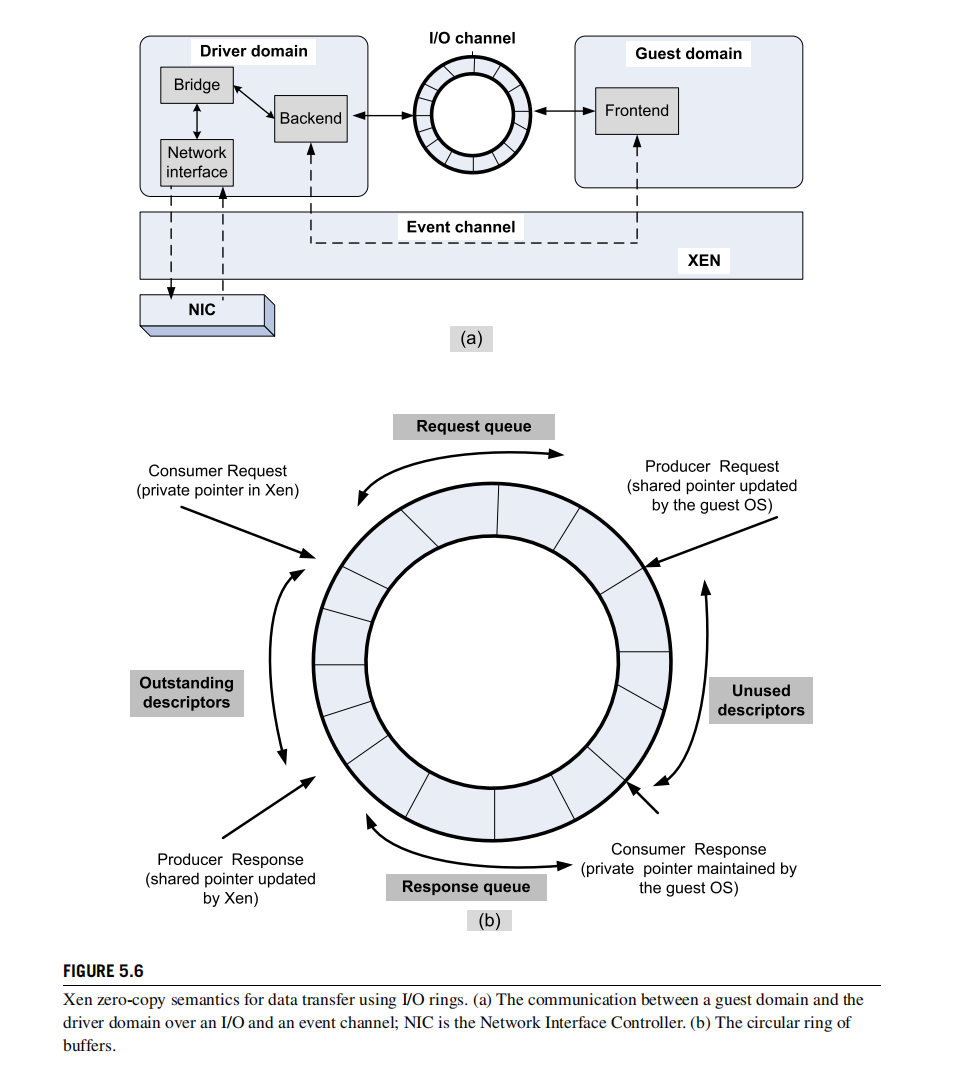 Driver domain
I/O channel
Guest domain
Bridge
Backend
Frontend
Network
interface
Event channel
XEN
NIC
(a)
Request queue
Consumer Request
(private pointer in Xen)
Producer Request
(shared pointer updated
by the guest OS)
Outstanding
descriptors
Unused
descriptors
Producer Response
(shared pointer updated
by Xen)
Response queue
Consumer Response
(private pointer maintained by
the guest OS)
(b)
FIGURE 5.6
Xen zero-copy semantics for data transfer using I/O rings. (a) The communication between a guest domain and the
driver domain over an I/O and an event channel; NIC is the Network Interface Controller. (b) The circular ring of
buffers.